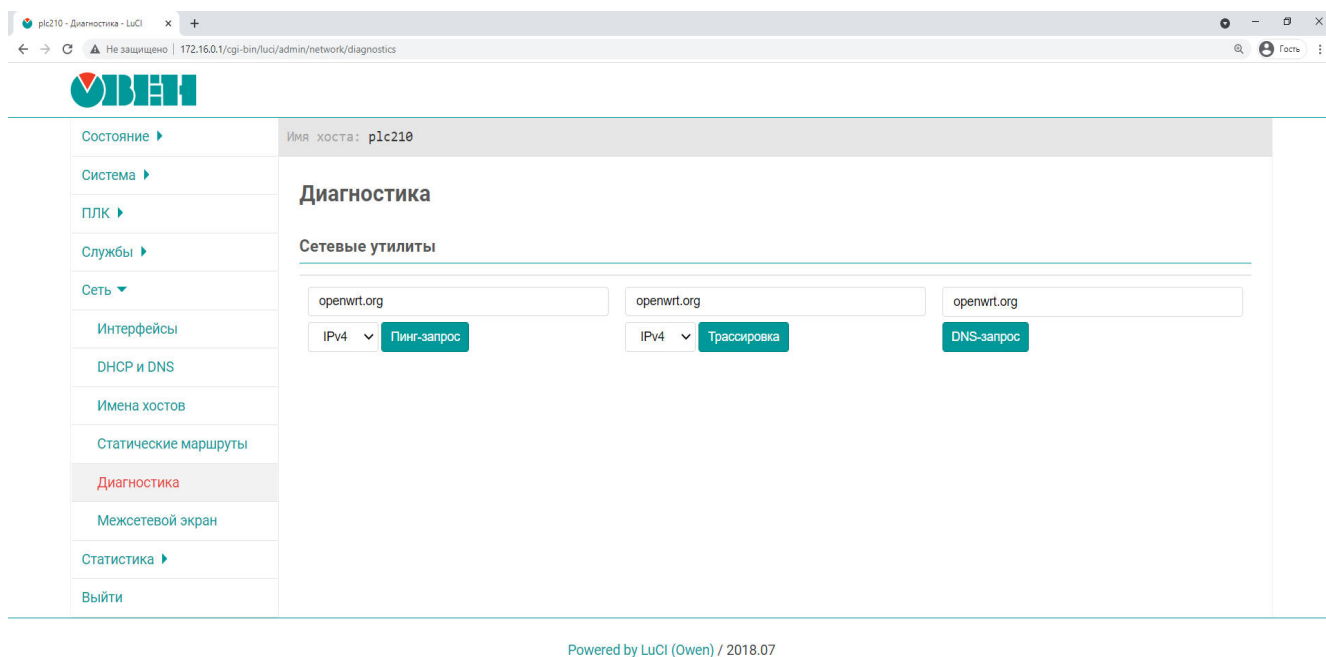 plc210 - Диагностика - LuCI
Не защищено | 172.16.0.1/cgi-bin/luci/admin/network/diagnostics
Гость
ОВЕН
Состояние
Имя хоста: plc210
Система
ПЛК
Службы
Сеть
Интерфейсы
DHCP и DNS
Имена хостов
Статические маршруты
Диагностика
Межсетевой экран
Статистика
Выйти
Диагностика
Сетевые утилиты
openwrt.org openwrt.org openwrt.org
IPv4 Пинг-запрос IPv4 Трассировка DNS-запрос
Powered by LuCI (Owen) / 2018.07